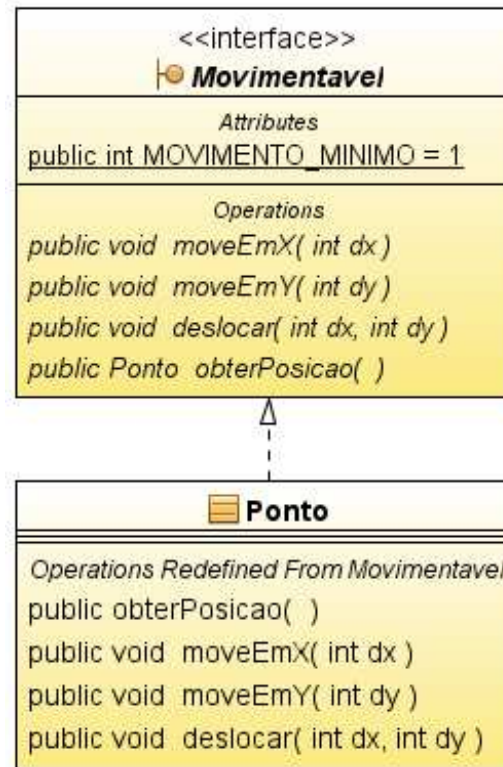 <<interface>>
Movimentavel
Attributes
public int MOVIMENTO_MINIMO = 1
Operations
public void moveEmX( int dx )
public void moveEmY( int dy )
public void deslocar( int dx, int dy )
public Ponto obterPosicao( )
Ponto
Operations Redefined From Movimentavel
public obterPosicao( )
public void moveEmX( int dx )
public void moveEmY( int dy )
public void deslocar( int dx, int dy )